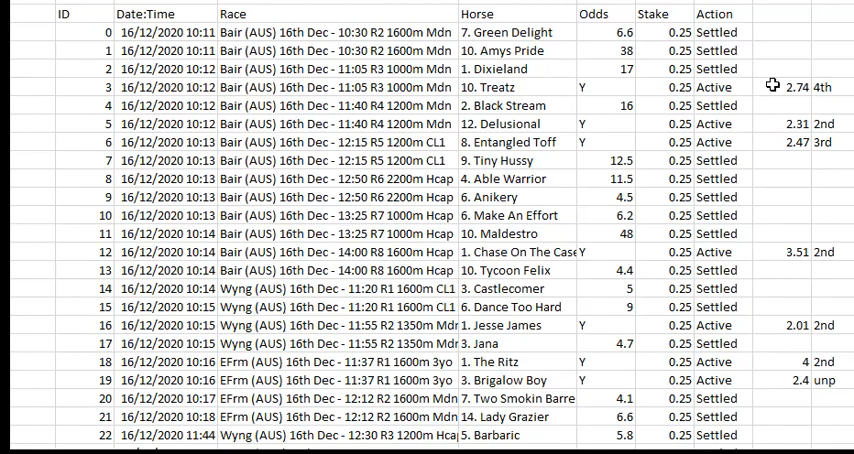 ID Date:Time Race Horse Odds Stake Action
0 16/12/2020 10:11 Bair (AUS) 16th Dec - 10:30 R2 1600m Mdn 7. Green Delight 6.6 0.25 Settled
1 16/12/2020 10:11 Bair (AUS) 16th Dec - 10:30 R2 1600m Mdn 10. Amys Pride 38 0.25 Settled
2 16/12/2020 10:12 Bair (AUS) 16th Dec - 11:05 R3 1000m Mdn 1. Dixieland 17 0.25 Settled
3 16/12/2020 10:12 Bair (AUS) 16th Dec - 11:05 R3 1000m Mdn 10. Treatz Y 0.25 Active 2.74 4th
4 16/12/2020 10:12 Bair (AUS) 16th Dec - 11:40 R4 1200m Mdn 2. Black Stream 16 0.25 Settled
5 16/12/2020 10:12 Bair (AUS) 16th Dec - 11:40 R4 1200m Mdn 12. Delusional Y 0.25 Active 2.31 2nd
6 16/12/2020 10:13 Bair (AUS) 16th Dec - 12:15 R5 1200m CL1 8. Entangled Toff Y 0.25 Active 2.47 3rd
7 16/12/2020 10:13 Bair (AUS) 16th Dec - 12:15 R5 1200m CL1 9. Tiny Hussy 12.5 0.25 Settled
8 16/12/2020 10:13 Bair (AUS) 16th Dec - 12:50 R6 2200m Hcap 4. Able Warrior 11.5 0.25 Settled
9 16/12/2020 10:13 Bair (AUS) 16th Dec - 12:50 R6 2200m Hcap 6. Anikery 4.5 0.25 Settled
10 16/12/2020 10:13 Bair (AUS) 16th Dec - 13:25 R7 1000m Hcap 6. Make An Effort 6.2 0.25 Settled
11 16/12/2020 10:14 Bair (AUS) 16th Dec - 13:25 R7 1000m Hcap 10. Maldestro 48 0.25 Settled
12 16/12/2020 10:14 Bair (AUS) 16th Dec - 14:00 R8 1600m Hcap 1. Chase On The Case Y 0.25 Active 3.51 2nd
13 16/12/2020 10:14 Bair (AUS) 16th Dec - 14:00 R8 1600m Hcap 10. Tycoon Felix 4.4 0.25 Settled
14 16/12/2020 10:14 Wyng (AUS) 16th Dec - 11:20 R1 1600m CL1 3. Castlecomer 5 0.25 Settled
15 16/12/2020 10:15 Wyng (AUS) 16th Dec - 11:20 R1 1600m CL1 6. Dance Too Hard 9 0.25 Settled
16 16/12/2020 10:15 Wyng (AUS) 16th Dec - 11:55 R2 1350m Mdn 1. Jesse James Y 0.25 Active 2.01 2nd
17 16/12/2020 10:15 Wyng (AUS) 16th Dec - 11:55 R2 1350m Mdn 3. Jana 4.7 0.25 Settled
18 16/12/2020 10:16 EFrm (AUS) 16th Dec - 11:37 R1 1600m 3yo 1. The Ritz Y 0.25 Active 4 2nd
19 16/12/2020 10:16 EFrm (AUS) 16th Dec - 11:37 R1 1600m 3yo 3. Brigalow Boy Y 0.25 Active 2.4 unp
20 16/12/2020 10:17 EFrm (AUS) 16th Dec - 12:12 R2 1600m Mdn 7. Two Smokin Barre 4.1 0.25 Settled
21 16/12/2020 10:18 EFrm (AUS) 16th Dec - 12:12 R2 1600m Mdn 14. Lady Grazier 6.6 0.25 Settled
22 16/12/2020 11:44 Wyng (AUS) 16th Dec - 12:30 R3 1200m Hcap 5. Barbaric 5.8 0.25 Settled